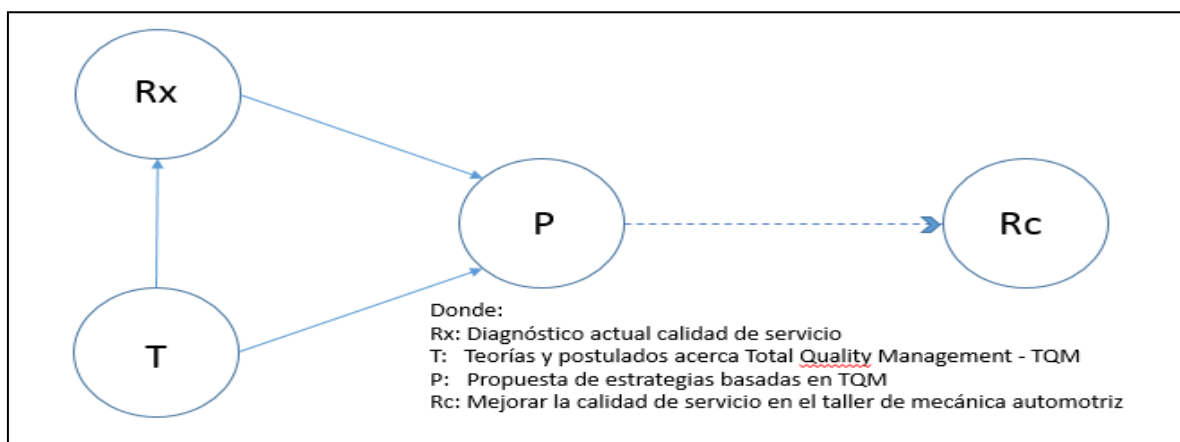 Rx
P
Rc
T
Donde:
Rx: Diagnóstico actual calidad de servicio
T: Teorías y postulados acerca Total Quality Management - TQM
P: Propuesta de estrategias basadas en TQM
Rc: Mejorar la calidad de servicio en el taller de mecánica automotriz